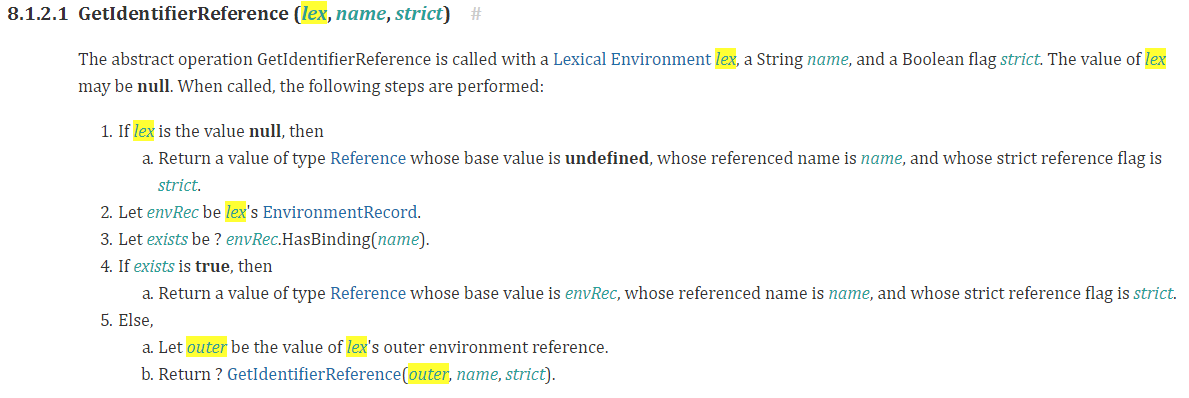 8.1.2.1 GetIdentifierReference (lex, name, strict) #
The abstract operation GetIdentifierReference is called with a Lexical Environment lex, a String name, and a Boolean flag strict. The value of lex
may be null. When called, the following steps are performed:
1. If lex is the value null, then
a. Return a value of type Reference whose base value is undefined, whose referenced name is name, and whose strict reference flag is
strict.
2. Let envRec be lex's EnvironmentRecord.
3. Let exists be ? envRec.HasBinding(name).
4. If exists is true, then
a. Return a value of type Reference whose base value is envRec, whose referenced name is name, and whose strict reference flag is strict.
5. Else,
a. Let outer be the value of lex's outer environment reference.
b. Return ? GetIdentifierReference(outer, name, strict).